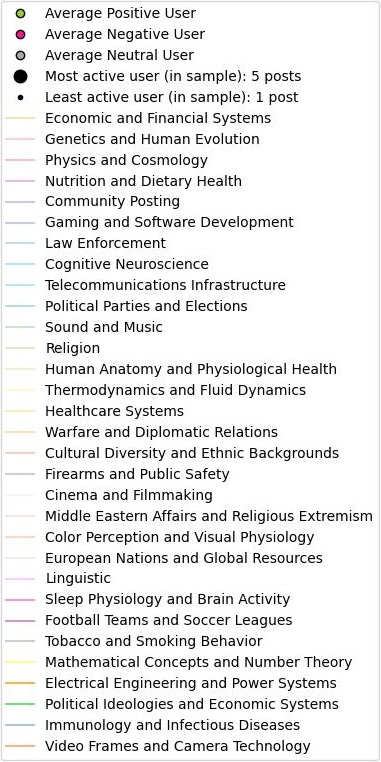 Average Positive User
Average Negative User
Average Neutral User
Most active user (in sample): 5 posts
Least active user (in sample): 1 post
Economic and Financial Systems
Genetics and Human Evolution
Physics and Cosmology
Nutrition and Dietary Health
Community Posting
Gaming and Software Development
Law Enforcement
Cognitive Neuroscience
Telecommunications Infrastructure
Political Parties and Elections
Sound and Music
Religion
Human Anatomy and Physiological Health
Thermodynamics and Fluid Dynamics
Healthcare Systems
Warfare and Diplomatic Relations
Cultural Diversity and Ethnic Backgrounds
Firearms and Public Safety
Cinema and Filmmaking
Middle Eastern Affairs and Religious Extremism
Color Perception and Visual Physiology
European Nations and Global Resources
Linguistic
Sleep Physiology and Brain Activity
Football Teams and Soccer Leagues
Tobacco and Smoking Behavior
Mathematical Concepts and Number Theory
Electrical Engineering and Power Systems
Political Ideologies and Economic Systems
Immunology and Infectious Diseases
Video Frames and Camera Technology